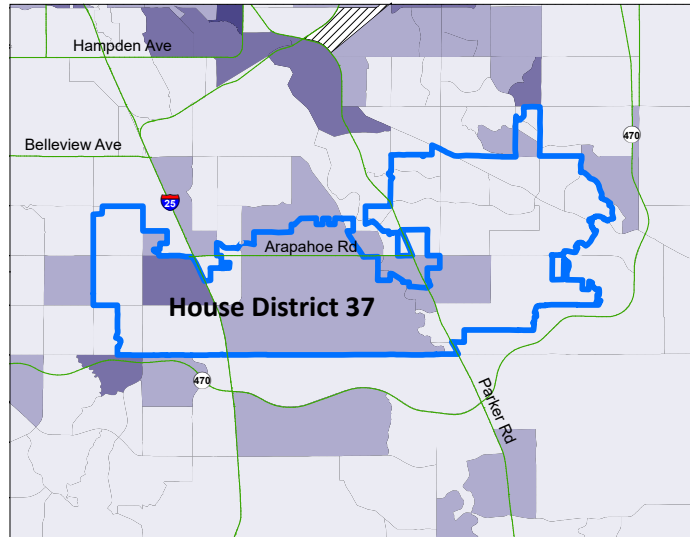 Hampden Ave
470
Belleview Ave
25
Arapahoe Rd
House District 37
470
Parker Rd